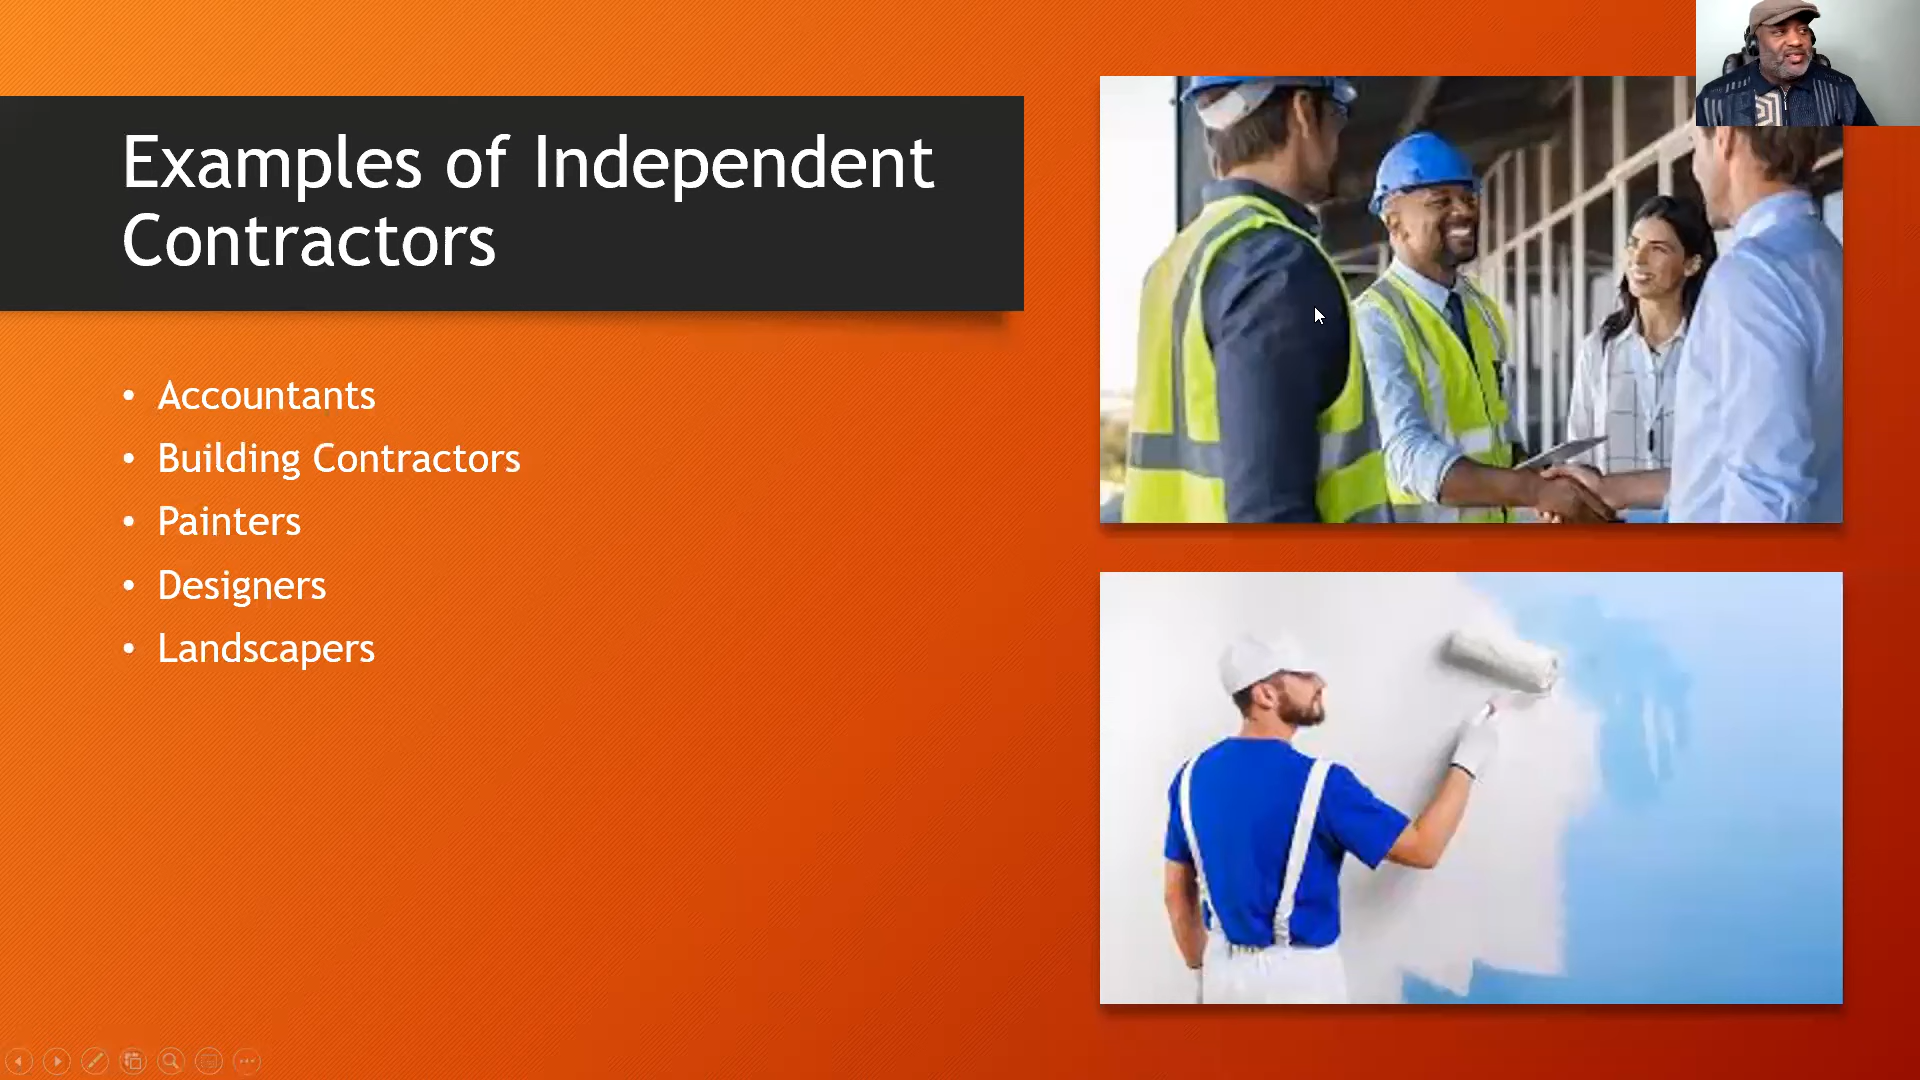 Examples of Independent
Contractors
• Accountants
• Building Contractors
• Painters
• Designers
• Landscapers